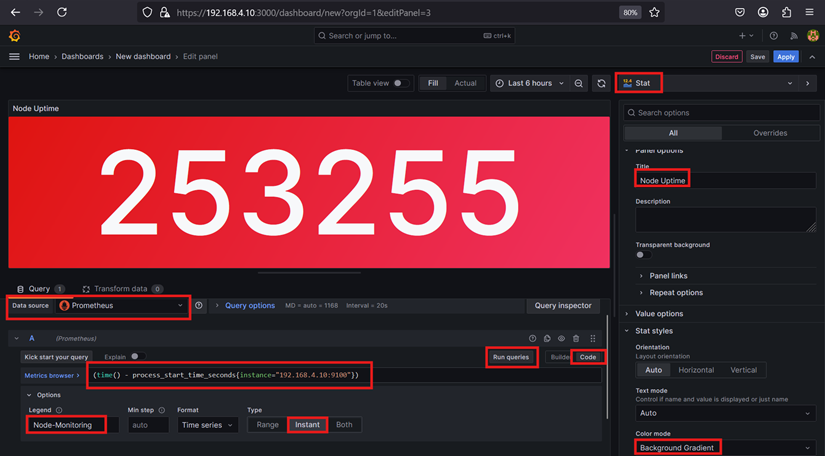 https://192.168.4.10:3000/dashboard/new?orgId=1&editPanel=3
80%
Search or jump to...
ctrl+k
Home › Dashboards › New dashboard › Edit panel
Discard
Save
Apply
Table view
Fill
Actual
Last 6 hours
Stat
Node Uptime
253255
Query 1
Transform data 0
Data source
Prometheus
Query options
MD = auto = 1168
Interval = 20s
Query inspector
A
(Prometheus)
Kick start your query
Explain
Run queries
Builder
Code
Metrics browser >
(time() - process_start_time_seconds{instance="192.168.4.10:9100"})
Options
Legend
Min step
Format
Type
Node-Monitoring
auto
Time series
Range
Instant
Both
Search options
All
Overrides
Panel options
Title
Node Uptime
Description
Transparent background
Panel links
Repeat options
Value options
Stat styles
Orientation
Layout orientation
Auto
Horizontal
Vertical
Text mode
Control if name and value is displayed or just name
Auto
Color mode
Background Gradient